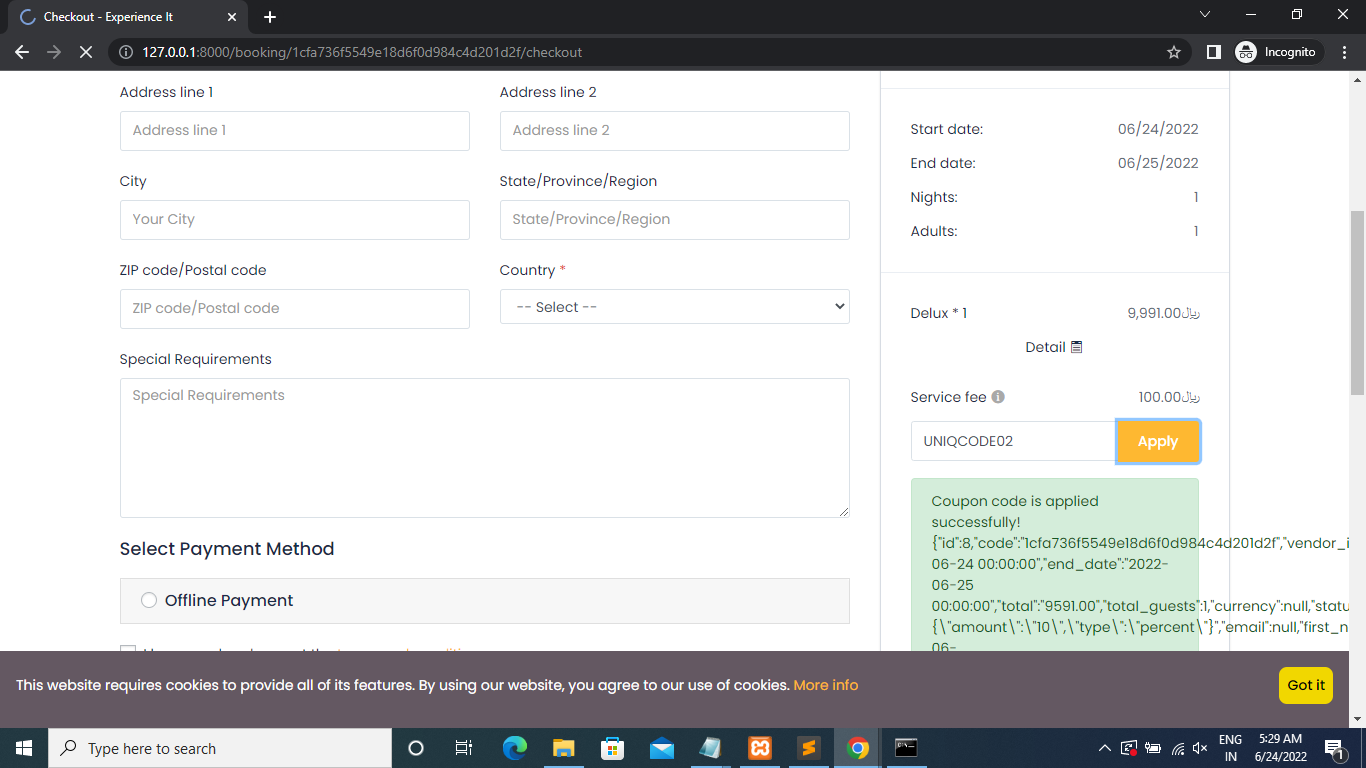 Checkout - Experience It
127.0.0.1:8000/booking/1cfa736f5549e18d6f0d984c4d201d2f/checkout
Incognito
Address line 1
Address line 2
Address line 1
Address line 2
City
State/Province/Region
Your City
State/Province/Region
ZIP code/Postal code
Country *
ZIP code/Postal code
-- Select --
Special Requirements
Special Requirements
Select Payment Method
Offline Payment
Start date:
06/24/2022
End date:
06/25/2022
Nights:
1
Adults:
1
Delux * 1
9,991.00﷼
Detail
Service fee
100.00﷼
UNIQCODE02
Apply
Coupon code is applied
successfully!
{"id":8,"code":"1cfa736f5549e18d6f0d984c4d201d2f","vendor_i
06-24 00:00:00","end_date":"2022-
06-25
00:00:00","total":"9591.00","total_guests":1,"currency":null,"statu
{\"amount\":\"10\",\"type\":\"percent\"}","email":null,"first_n
06-
This website requires cookies to provide all of its features. By using our website, you agree to our use of cookies. More info
Got it
Type here to search
ENG
IN
5:29 AM
6/24/2022
1